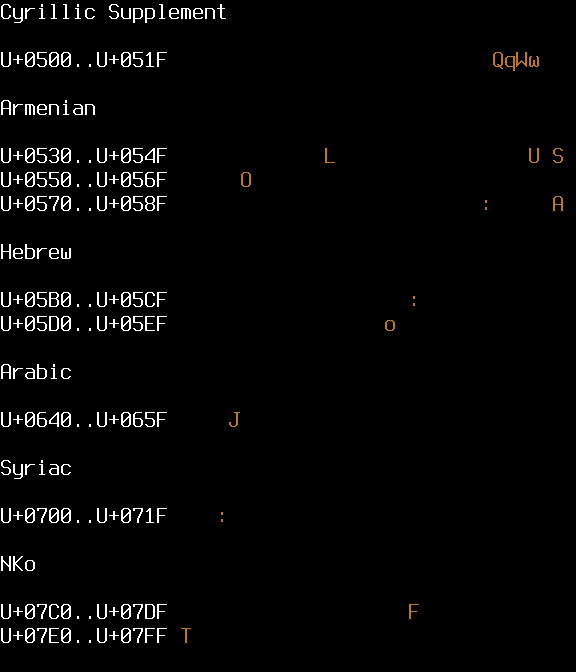 Cyrillic Supplement
U+0500..U+051F                           QqWw
Armenian
U+0530..U+054F             L                U S
U+0550..U+056F      O
U+0570..U+058F                          :     A
Hebrew
U+05B0..U+05CF                    :
U+05D0..U+05EF                  o
Arabic
U+0640..U+065F     J
Syriac
U+0700..U+071F    :
NKo
U+07C0..U+07DF                    F
U+07E0..U+07FF T